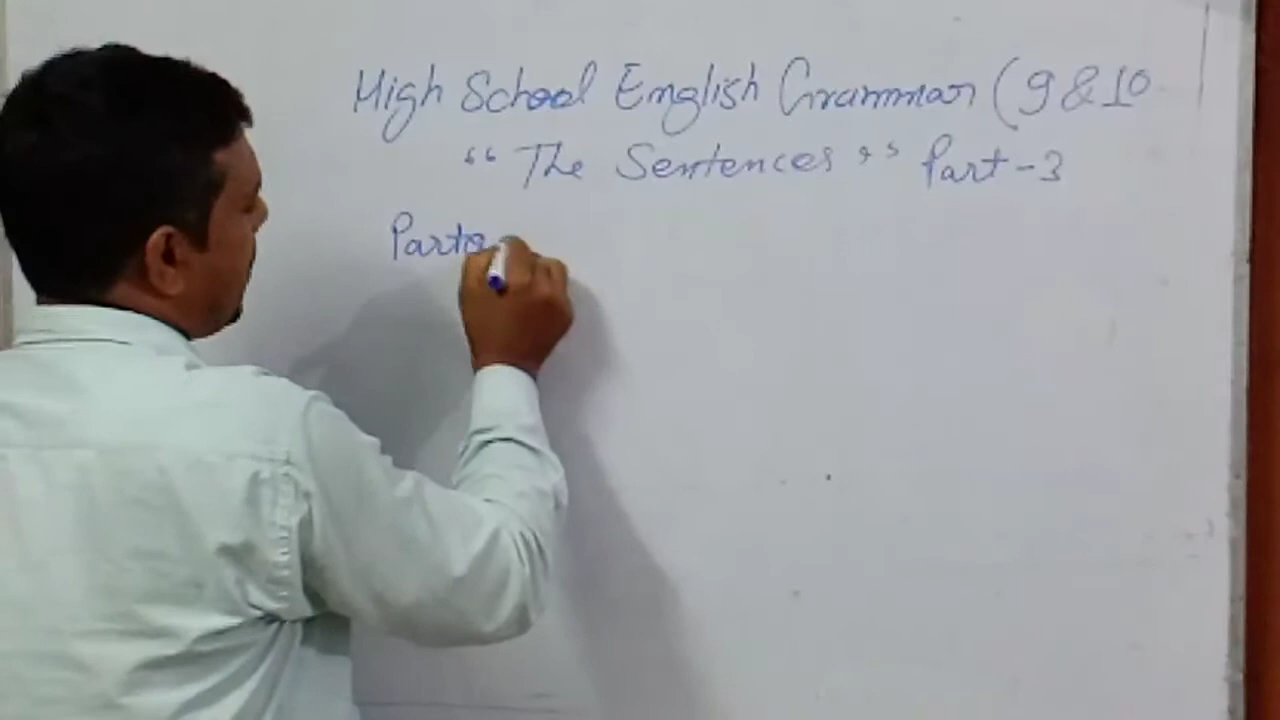 High School English Grammar (9 & 10
“ The Sentences ” Part - 3
Parts